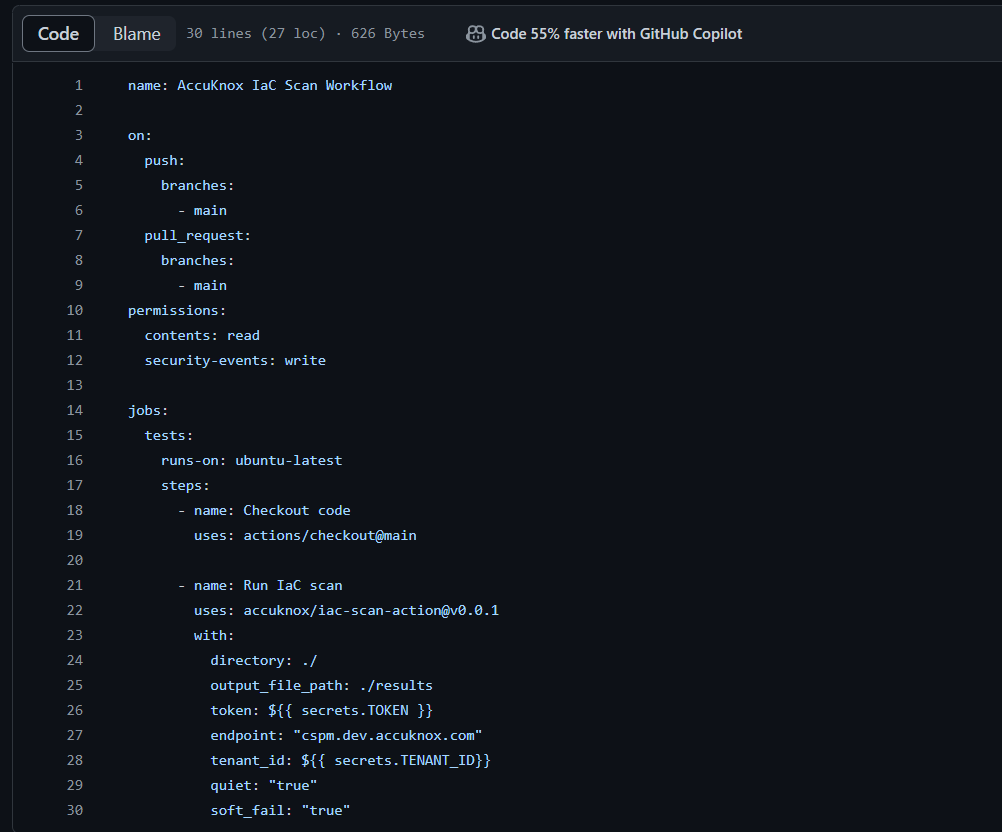 Code Blame 30 lines (27 loc) · 626 Bytes Code 55% faster with GitHub Copilot
1 name: AccuKnox IaC Scan Workflow
2
3 on:
4   push:
5     branches:
6       - main
7   pull_request:
8     branches:
9       - main
10 permissions:
11   contents: read
12   security-events: write
13
14 jobs:
15   tests:
16     runs-on: ubuntu-latest
17     steps:
18       - name: Checkout code
19         uses: actions/checkout@main
20
21       - name: Run IaC scan
22         uses: accuknox/iac-scan-action@v0.0.1
23         with:
24           directory: ./
25           output_file_path: ./results
26           token: ${{ secrets.TOKEN }}
27           endpoint: "cspm.dev.accuknox.com"
28           tenant_id: ${{ secrets.TENANT_ID}}
29           quiet: "true"
30           soft_fail: "true"